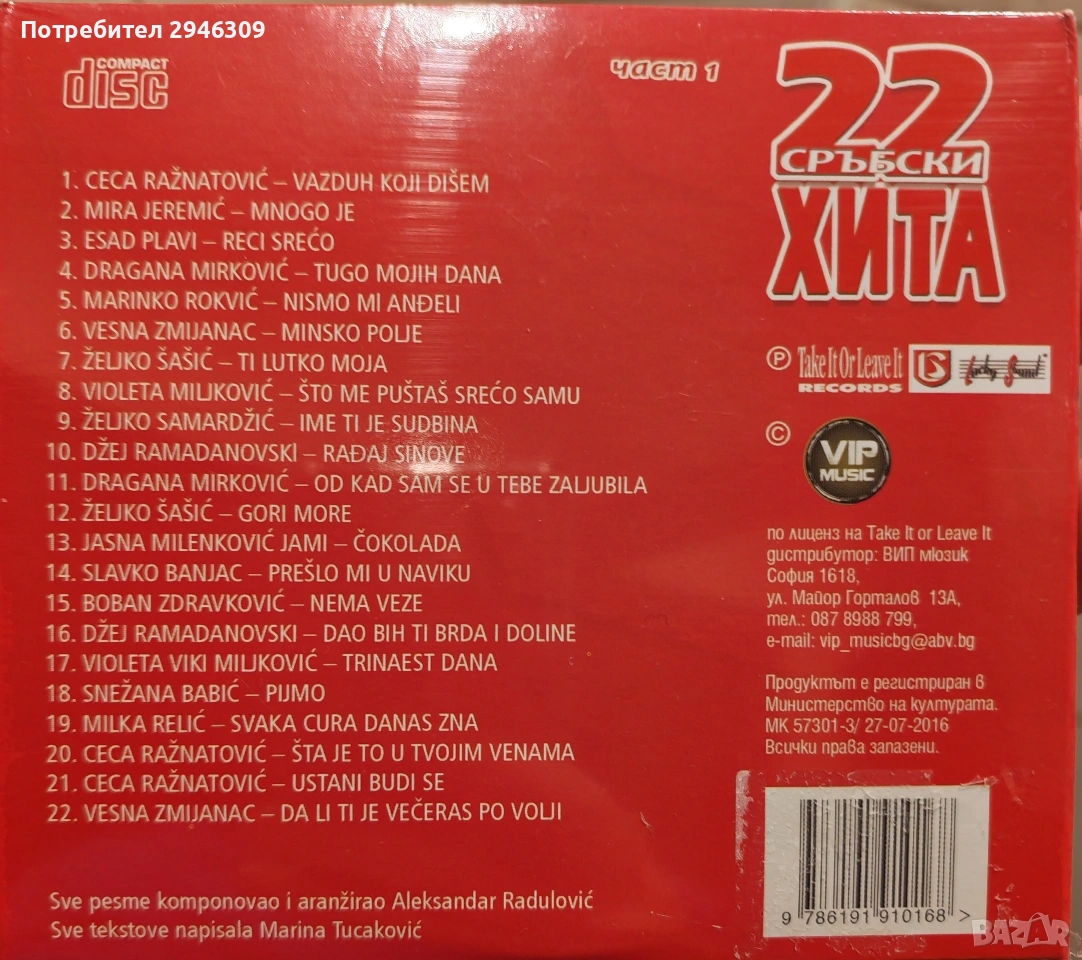 Потребител 2946309
COMPACT
disc
част 1
22
СРЪБСКИ
ХИТА
1. CECA RAŽNATOVIĆ – VAZDUH KOJI DIŠEM
2. MIRA JEREMIĆ – MNOGO JE
3. ESAD PLAVI – RECI SREĆO
4. DRAGANA MIRKOVIĆ – TUGO MOJIH DANA
5. MARINKO ROKVIĆ – NISMO MI ANĐELI
6. VESNA ZMIJANAC – MINSKO POLJE
7. ŽELJKO ŠAŠIĆ – TI LUTKO MOJA
8. VIOLETA MILJKOVIĆ – ŠTO ME PUŠTAŠ SREĆO SAMU
9. ŽELJKO SAMARDŽIĆ – IME TI JE SUDBINA
10. DŽEJ RAMADANOVSKI – RAĐAJ SINOVE
11. DRAGANA MIRKOVIĆ – OD KAD SAM SE U TEBE ZALJUBILA
12. ŽELJKO ŠAŠIĆ – GORI MORE
13. JASNA MILENKOVIĆ JAMI – ČOKOLADA
14. SLAVKO BANJAC – PREŠLO MI U NAVIKU
15. BOBAN ZDRAVKOVIĆ – NEMA VEZE
16. DŽEJ RAMADANOVSKI – DAO BIH TI BRDA I DOLINE
17. VIOLETA VIKI MILJKOVIĆ – TRINAEST DANA
18. SNEŽANA BABIĆ – PIJMO
19. MILKA RELIĆ – SVAKA CURA DANAS ZNA
20. CECA RAŽNATOVIĆ – ŠTA JE TO U TVOJIM VENAMA
21. CECA RAŽNATOVIĆ – USTANI BUDI SE
22. VESNA ZMIJANAC – DA LI TI JE VEČERAS PO VOLJI
Sve pesme komponovao i aranžirao Aleksandar Radulović
Sve tekstove napisala Marina Tucaković
℗ Take It Or Leave It
RECORDS
Lucky Sound™
©
VIP
MUSIC
по лиценз на Take It or Leave It
дистрибутор: ВИП мюзик
София 1618,
ул. Майор Горталов 13А,
тел.: 087 8988 799,
e-mail: vip_musicbg@abv.bg
Продуктът е регистриран в
Министерство на културата.
МК 57301-3/ 27-07-2016
Всички права запазени.
9 786191 910168 >
BAZAR